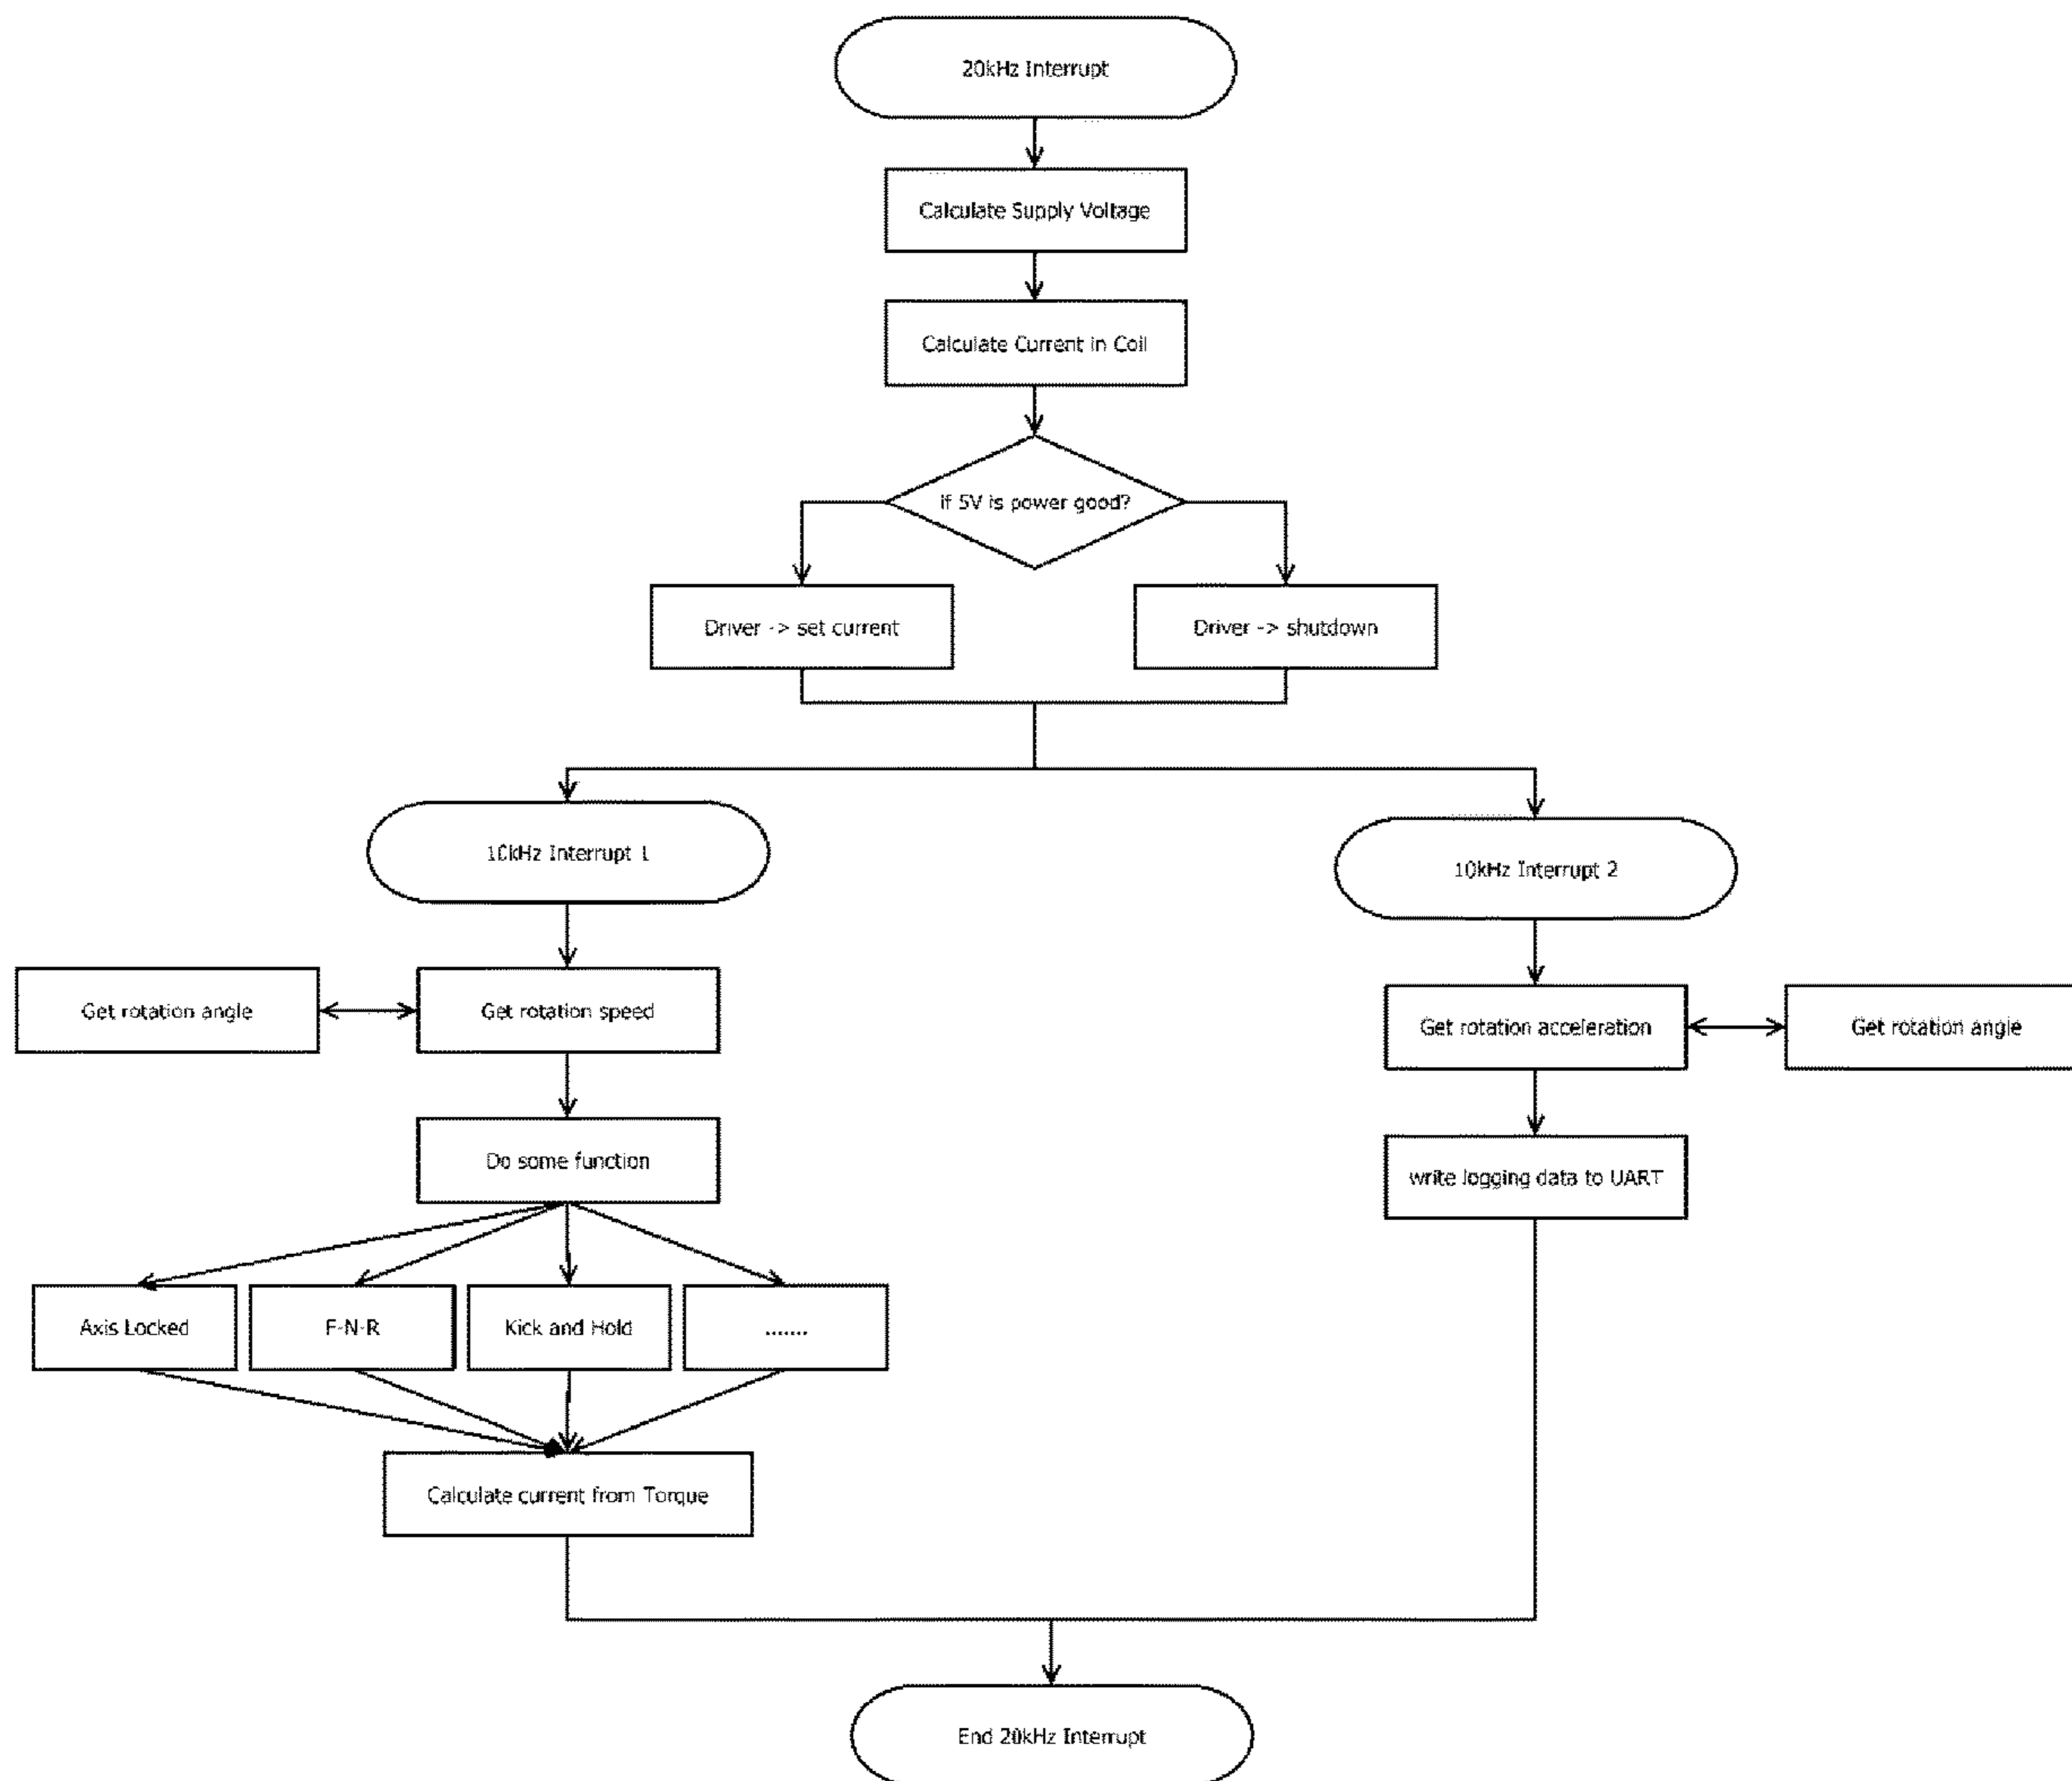 20kHz Interrupt
Calculate Supply Voltage
Calculate Current in Coil
if 5V is power good?
Driver -> set current
Driver -> shutdown
10kHz Interrupt 1
10kHz Interrupt 2
Get rotation angle
Get rotation speed
Get rotation acceleration
Get rotation angle
Do some function
write logging data to UART
Axis Locked
F-N-R
Kick and Hold
.......
Calculate current from Torque
End 20kHz Interrupt